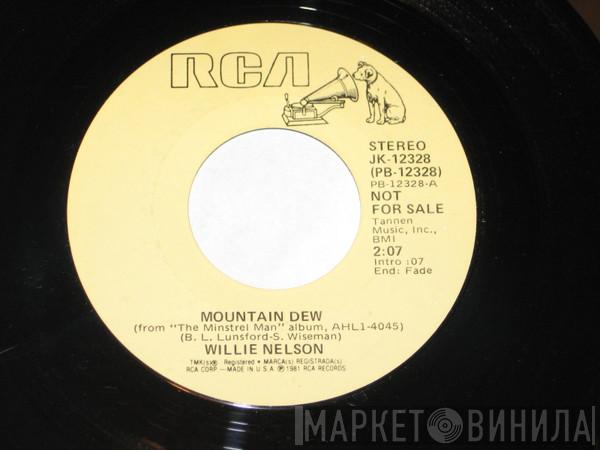 RCA
STEREO
JK-12328
(PB-12328)
PB-12328-A
NOT
FOR SALE
Tannen
Music, Inc.,
BMI
2:07
Intro :07
End: Fade
MOUNTAIN DEW
(from "The Minstrel Man" album, AHL1-4045)
(B. L. Lunsford-S. Wiseman)
WILLIE NELSON
TMK(s)® Registered • MARCA(s) REGISTRADA(s)
RCA CORP — MADE IN U.S.A. ℗ 1981 RCA RECORDS
МАРКЕТ ВИНИЛА